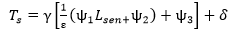 T_s = γ [ 1/ε (ψ_1 L_sen+ ψ_2) + ψ_3 ] + δ